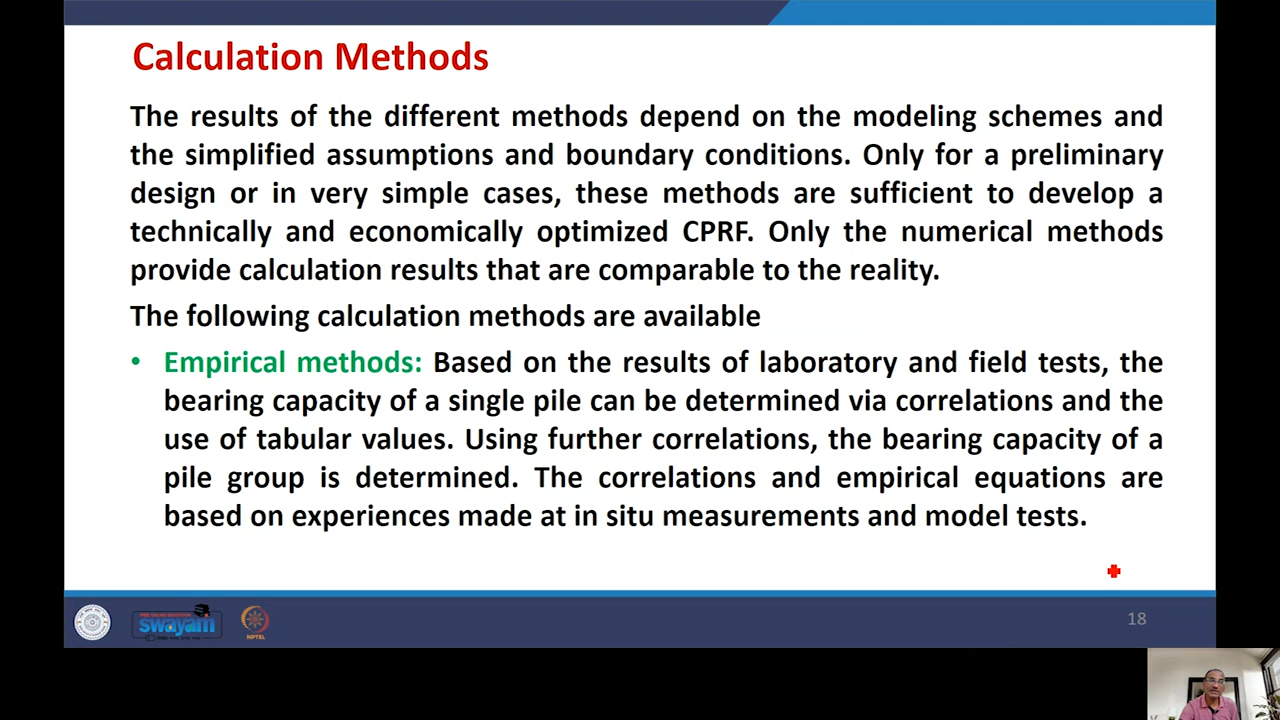 Calculation Methods
The results of the different methods depend on the modeling schemes and
the simplified assumptions and boundary conditions. Only for a preliminary
design or in very simple cases, these methods are sufficient to develop a
technically and economically optimized CPRF. Only the numerical methods
provide calculation results that are comparable to the reality.
The following calculation methods are available
• Empirical methods: Based on the results of laboratory and field tests, the
bearing capacity of a single pile can be determined via correlations and the
use of tabular values. Using further correlations, the bearing capacity of a
pile group is determined. The correlations and empirical equations are
based on experiences made at in situ measurements and model tests.
swayam
NPTEL
18